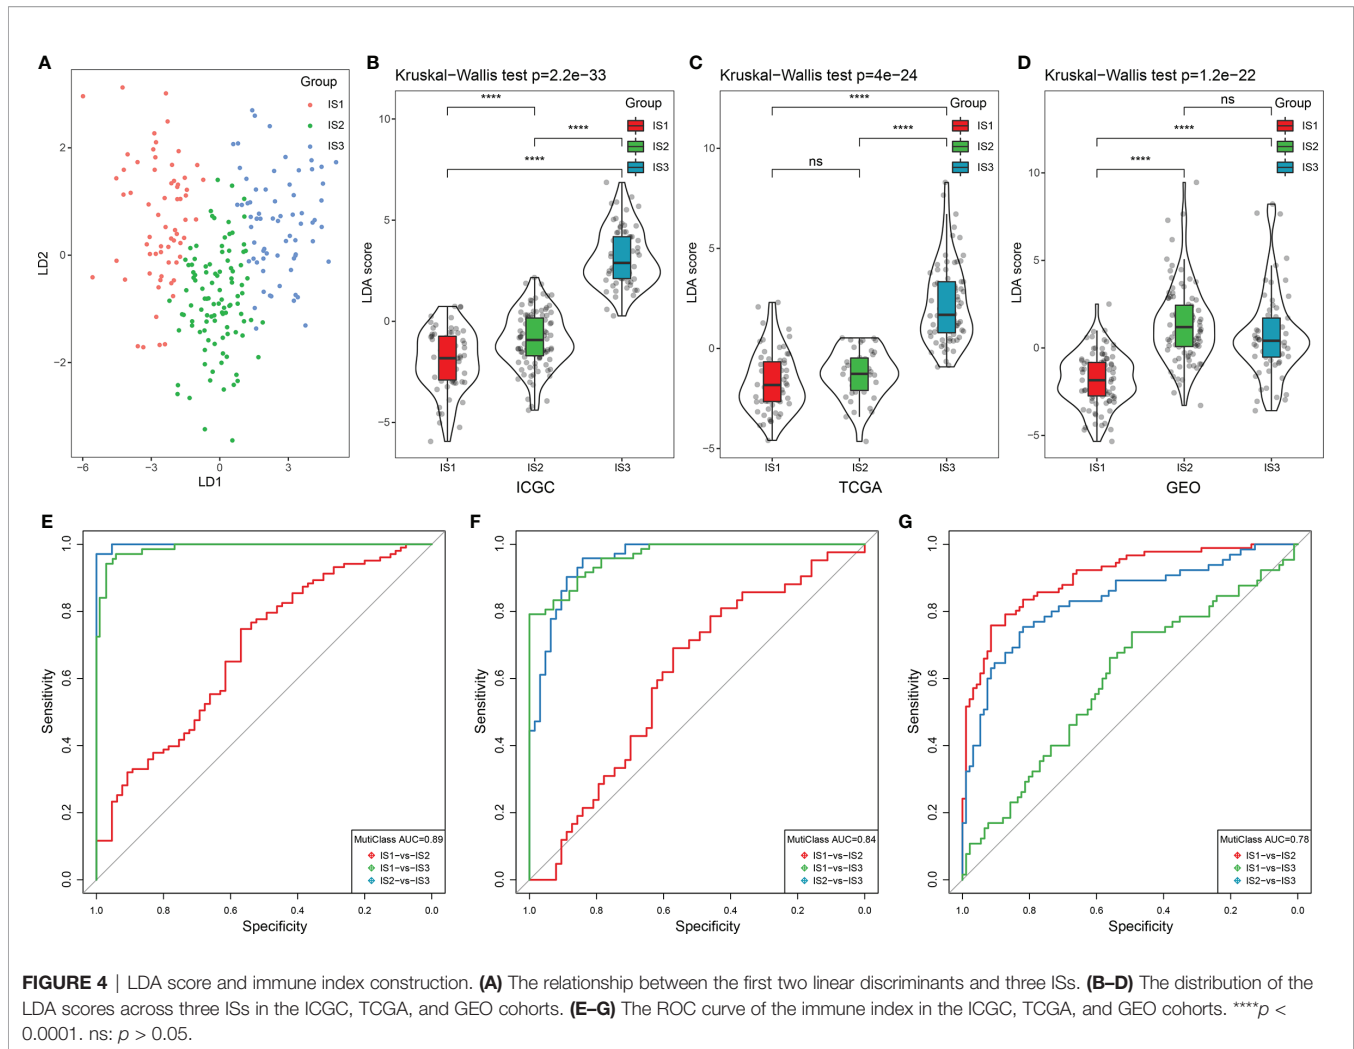 A
Group
IS1
IS2
IS3
LD2
2
0
−2
−6
−3
0
3
LD1
B
Kruskal−Wallis test p=2.2e−33
****
****
****
Group
IS1
IS2
IS3
LDA score
10
5
0
−5
IS1
IS2
IS3
ICGC
C
Kruskal−Wallis test p=4e−24
****
****
ns
Group
IS1
IS2
IS3
LDA score
10
5
0
−5
IS1
IS2
IS3
TCGA
D
Kruskal−Wallis test p=1.2e−22
ns
****
****
Group
IS1
IS2
IS3
LDA score
10
5
0
−5
IS1
IS2
IS3
GEO
E
Sensitivity
1.0
0.8
0.6
0.4
0.2
0.0
MutiClass AUC=0.89
IS1−vs−IS2
IS1−vs−IS3
IS2−vs−IS3
1.0
0.8
0.6
0.4
0.2
0.0
Specificity
F
Sensitivity
1.0
0.8
0.6
0.4
0.2
0.0
MutiClass AUC=0.84
IS1−vs−IS2
IS1−vs−IS3
IS2−vs−IS3
1.0
0.8
0.6
0.4
0.2
0.0
Specificity
G
Sensitivity
1.0
0.8
0.6
0.4
0.2
0.0
MutiClass AUC=0.78
IS1−vs−IS2
IS1−vs−IS3
IS2−vs−IS3
1.0
0.8
0.6
0.4
0.2
0.0
Specificity
FIGURE 4 | LDA score and immune index construction. (A) The relationship between the first two linear discriminants and three ISs. (B–D) The distribution of the
LDA scores across three ISs in the ICGC, TCGA, and GEO cohorts. (E–G) The ROC curve of the immune index in the ICGC, TCGA, and GEO cohorts. ****p <
0.0001. ns: p > 0.05.